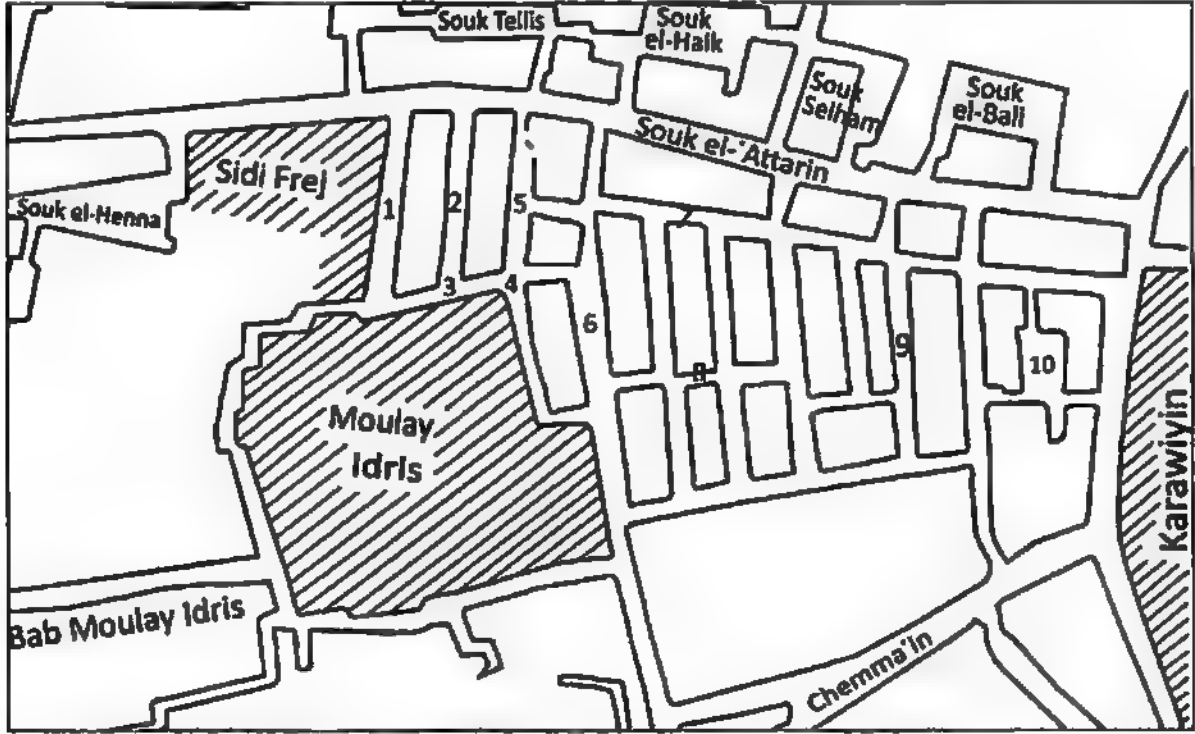 Souk Tellis
Souk
el-Haik
Souk
Selham
Souk
el-Bali
Souk el-'Attarin
Sidi Frej
Souk el-Henna
1
2
5
3
4
6
8
9
10
Moulay
Idris
Karawiyin
Bab Moulay Idris
Chemma'in